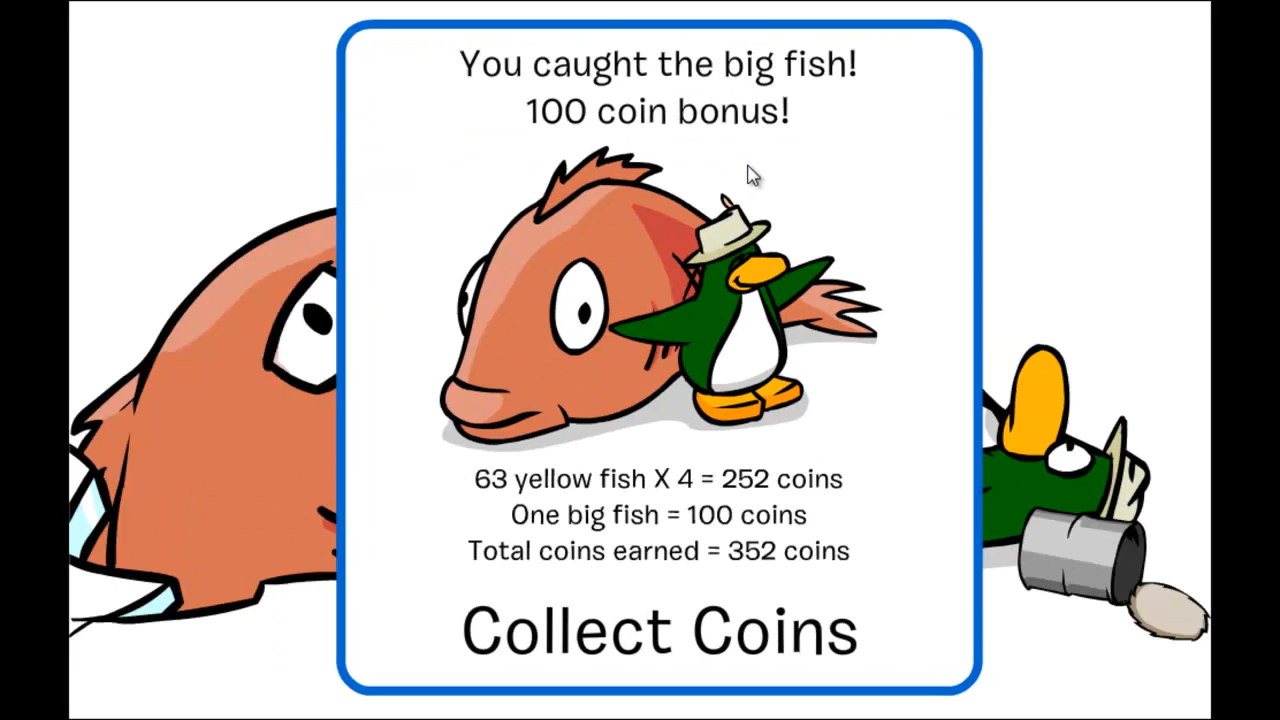 You caught the big fish!
100 coin bonus!
63 yellow fish X 4 = 252 coins
One big fish = 100 coins
Total coins earned = 352 coins
Collect Coins